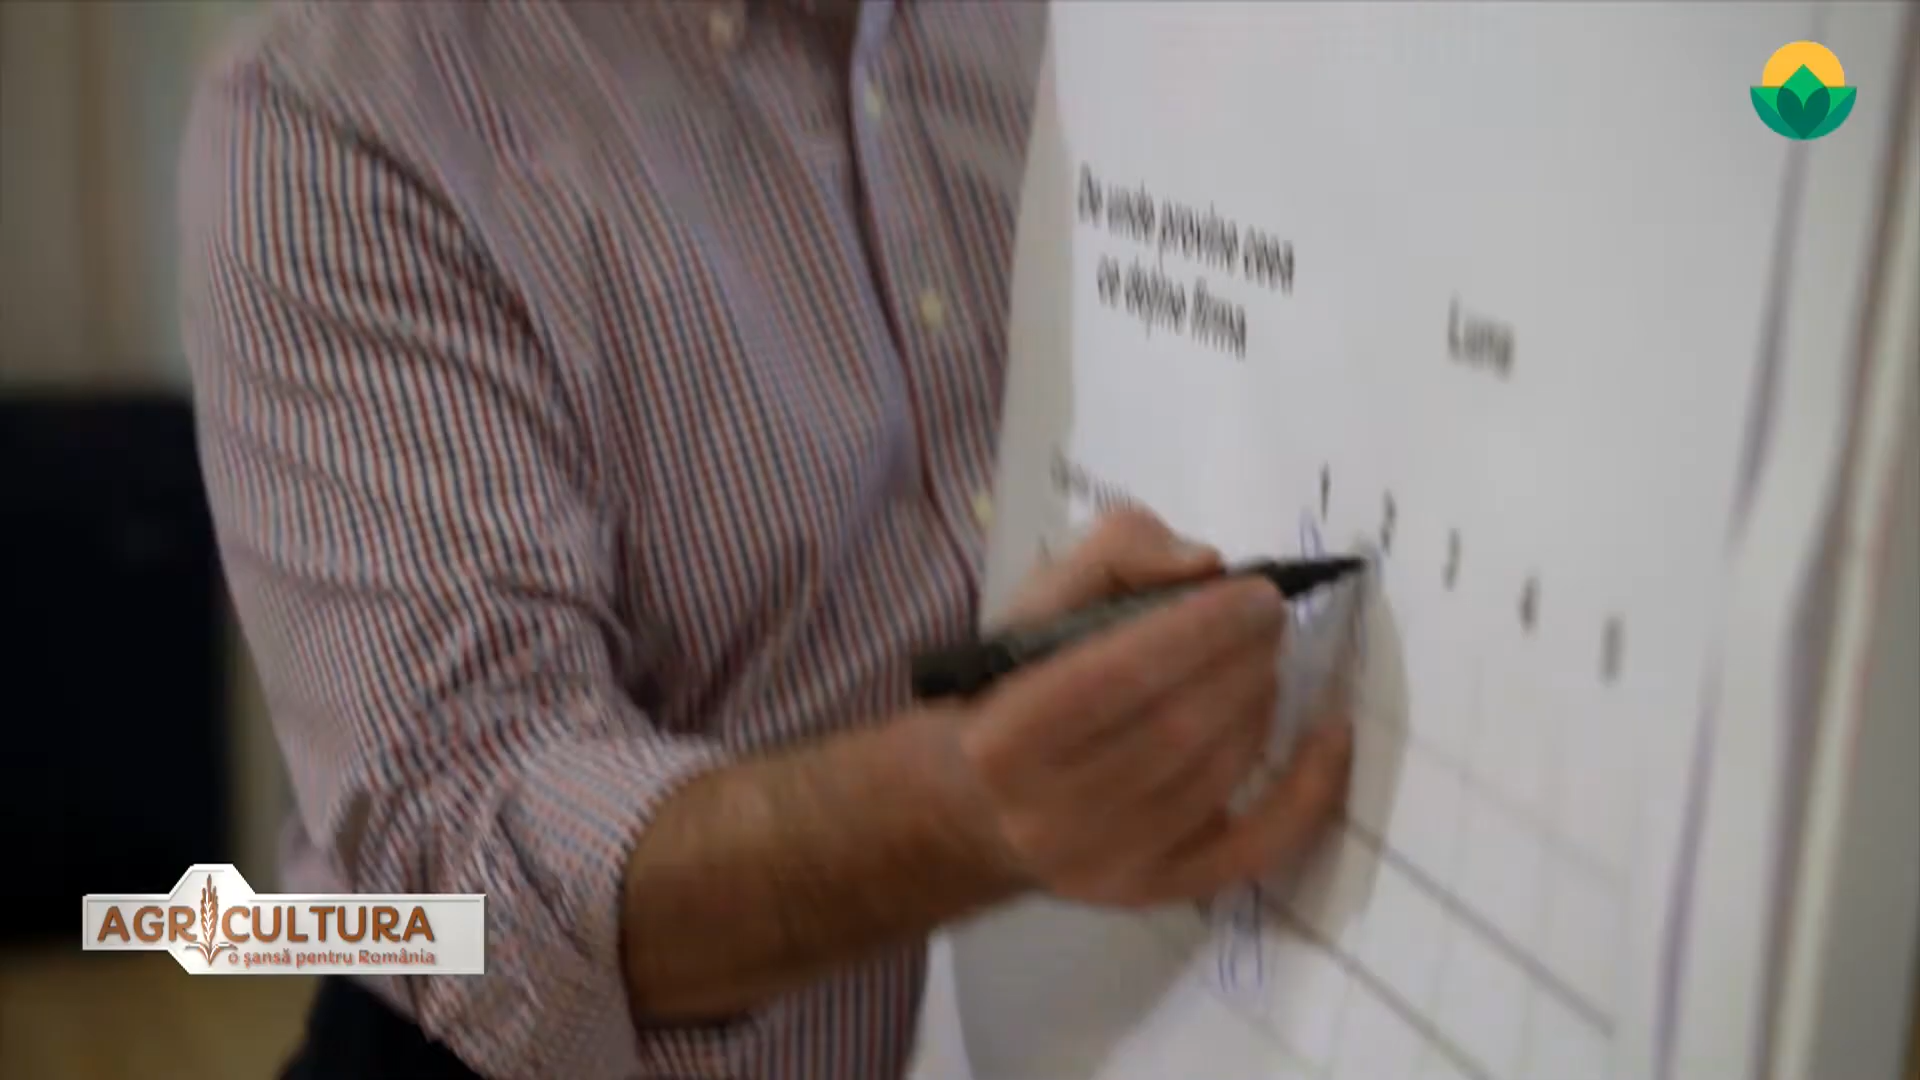 De unde provine ceea
ce deține firma
Luna
1
2
3
4
5
AGRICULTURA
o șansă pentru România